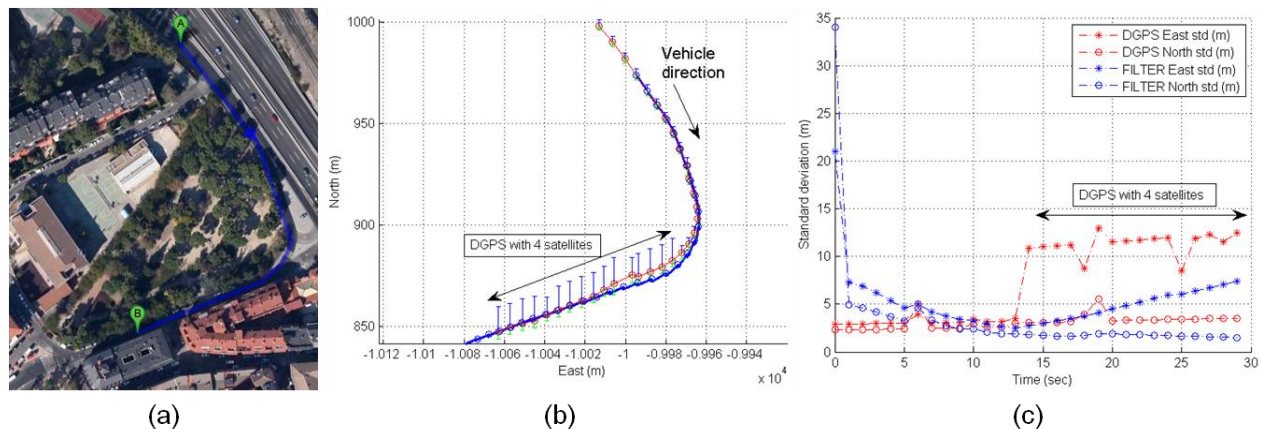 A
B
(a)
1000
950
900
850
North (m)
Vehicle
direction
DGPS with 4 satellites
-1.012 -1.01 -1.008 -1.006 -1.004 -1.002 -1 -0.998 -0.996 -0.994
East (m)
x 10⁴
(b)
35
30
25
20
15
10
5
0
Standard deviation (m)
DGPS East std (m)
DGPS North std (m)
FILTER East std (m)
FILTER North std (m)
DGPS with 4 satellites
0 5 10 15 20 25 30
Time (sec)
(c)